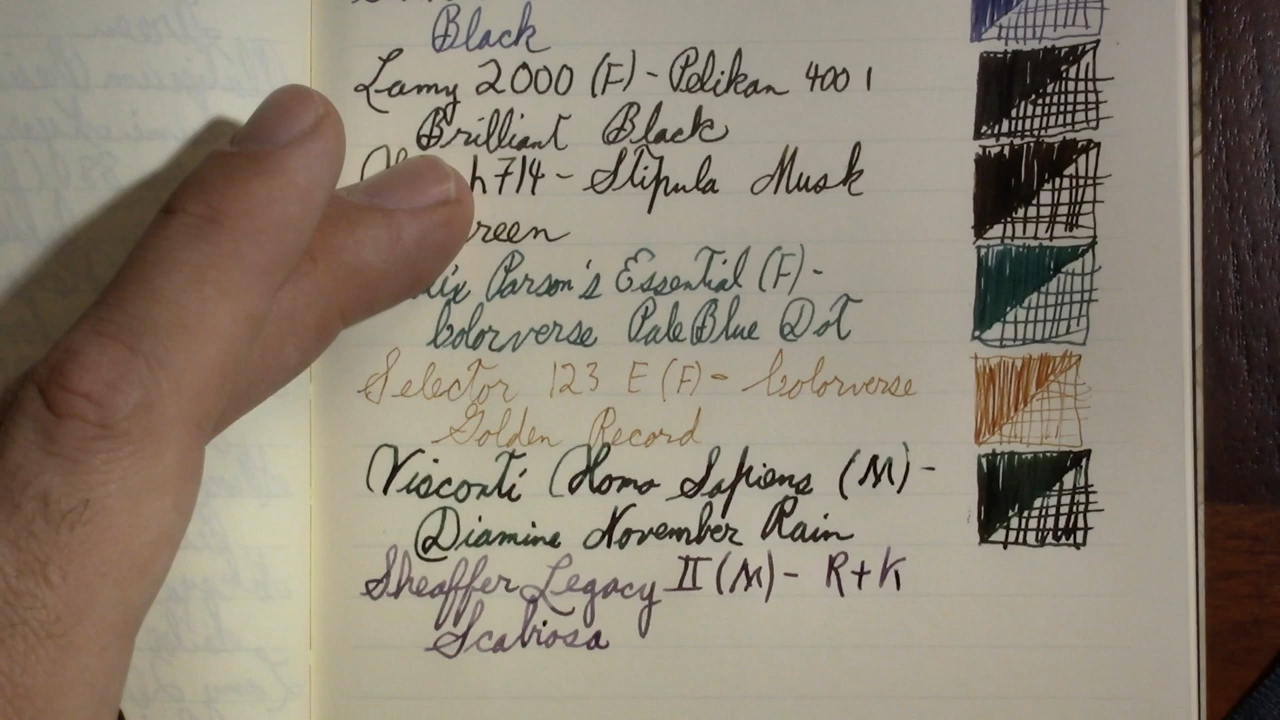 Black
Lamy 2000 (F) - Pelikan 4001
Brilliant Black
714 - Stipula Musk
reen
Parson's Essential (F) -
Colorverse Pale Blue Dot
Selector 123 E (F) - Colorverse
Golden Record
Visconti Homo Sapiens (M) -
Diamine November Rain
Sheaffer Legacy II (M) - R+K
Scabiosa